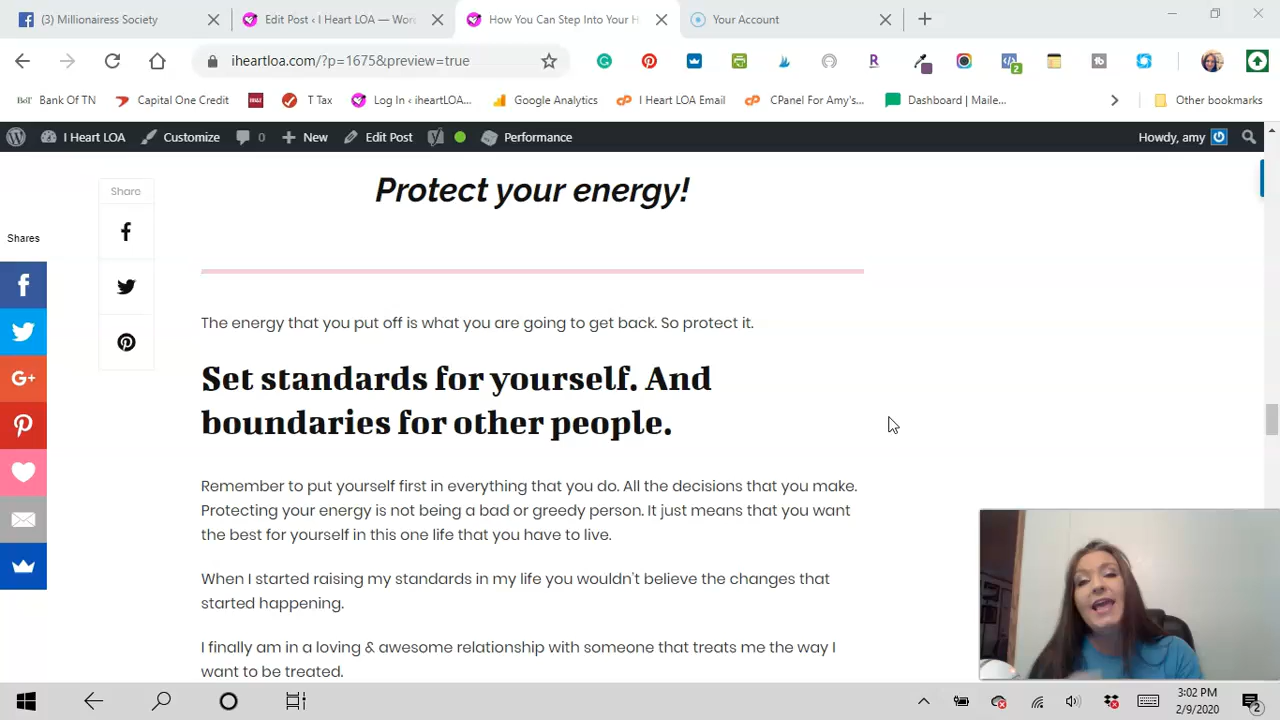 (3) Millionairess Society
Edit Post ‹ I Heart LOA — Wor
How You Can Step Into Your H
Your Account
iheartloa.com/?p=1675&preview=true
Bank Of TN
Capital One Credit
T Tax
Log In ‹ iheartLOA...
Google Analytics
I Heart LOA Email
CPanel For Amy's...
Dashboard | Maile...
Other bookmarks
I Heart LOA
Customize
0
New
Edit Post
Performance
Howdy, amy
Share
Shares
Protect your energy!
The energy that you put off is what you are going to get back. So protect it.
Set standards for yourself. And
boundaries for other people.
Remember to put yourself first in everything that you do. All the decisions that you make.
Protecting your energy is not being a bad or greedy person. It just means that you want
the best for yourself in this one life that you have to live.
When I started raising my standards in my life you wouldn't believe the changes that
started happening.
I finally am in a loving & awesome relationship with someone that treats me the way I
want to be treated.
3:02 PM
2/9/2020
2